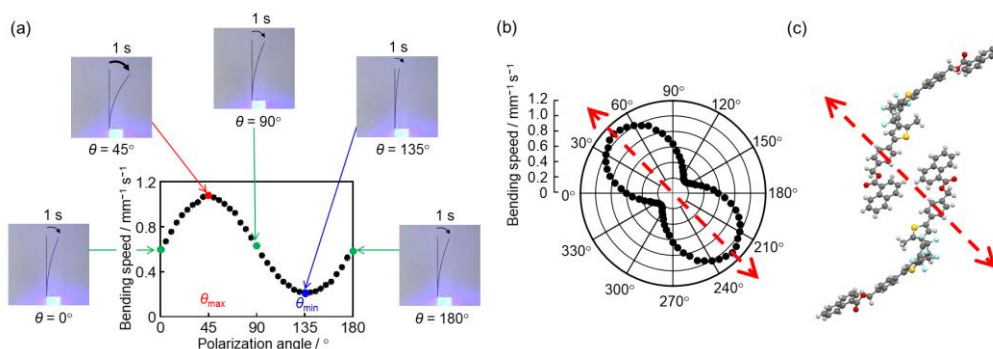 (a)
1 s
θ = 0°
1 s
θ = 45°
1 s
θ = 90°
1 s
θ = 135°
1 s
θ = 180°
Bending speed / mm⁻¹ s⁻¹
1.2
0.8
0.4
0
θmax
θmin
0
45
90
135
180
Polarization angle / °
(b)
Bending speed / mm⁻¹ s⁻¹
1.2
1.0
0.8
0.6
0.4
0.2
0
0°
30°
60°
90°
120°
150°
180°
210°
240°
270°
300°
330°
(c)